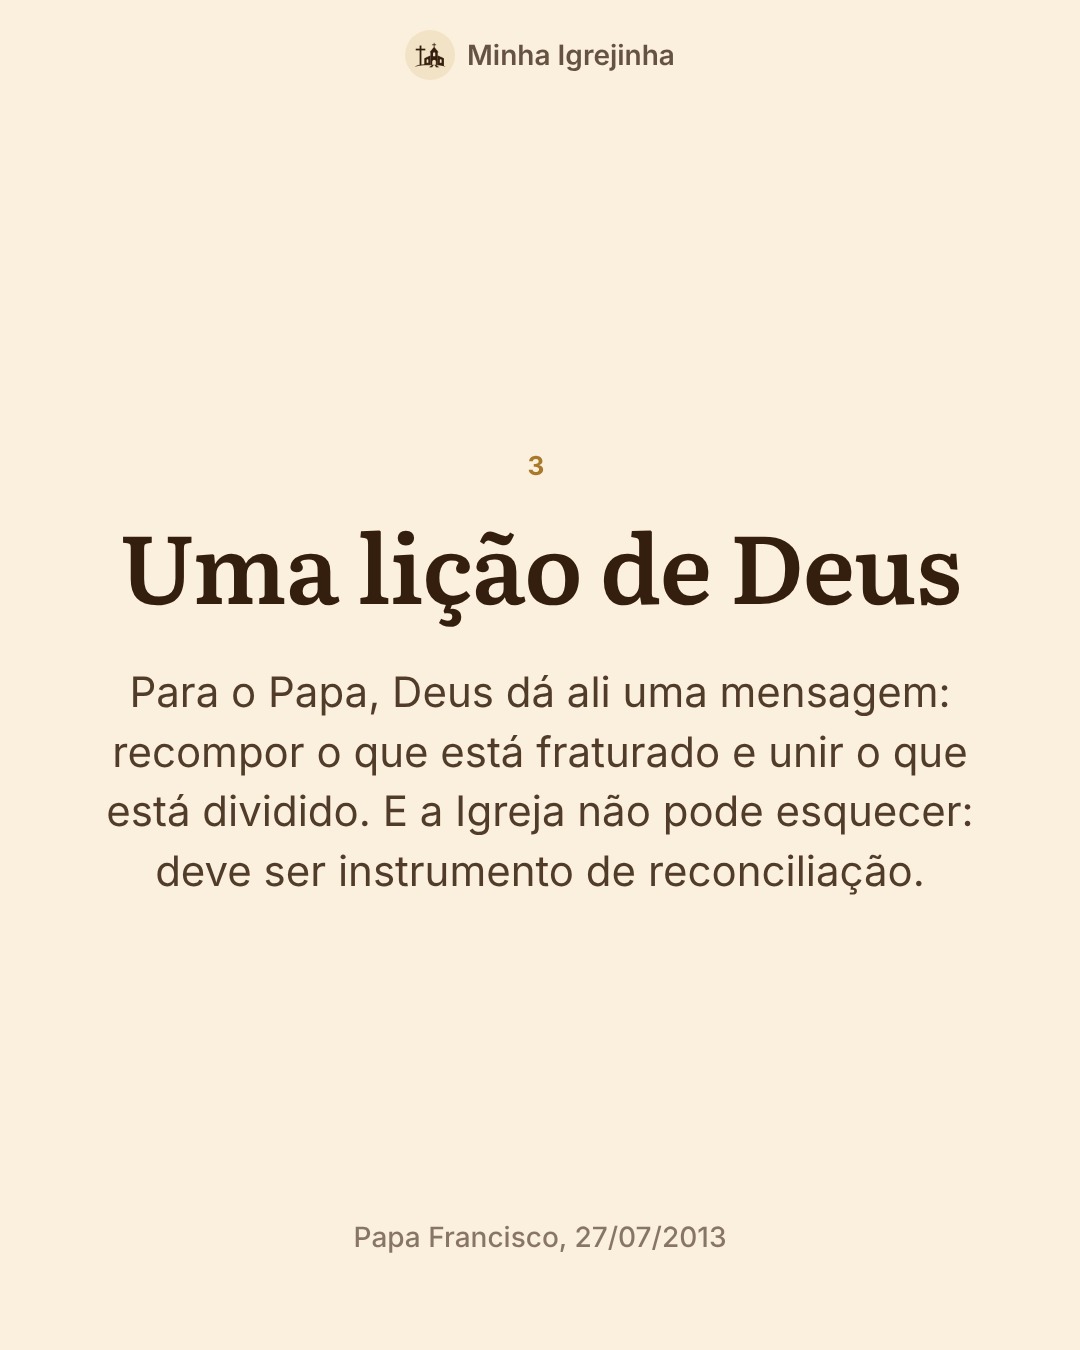 Minha Igrejinha
3
Uma lição de Deus
Para o Papa, Deus dá ali uma mensagem:
recompor o que está fraturado e unir o que
está dividido. E a Igreja não pode esquecer:
deve ser instrumento de reconciliação.
Papa Francisco, 27/07/2013